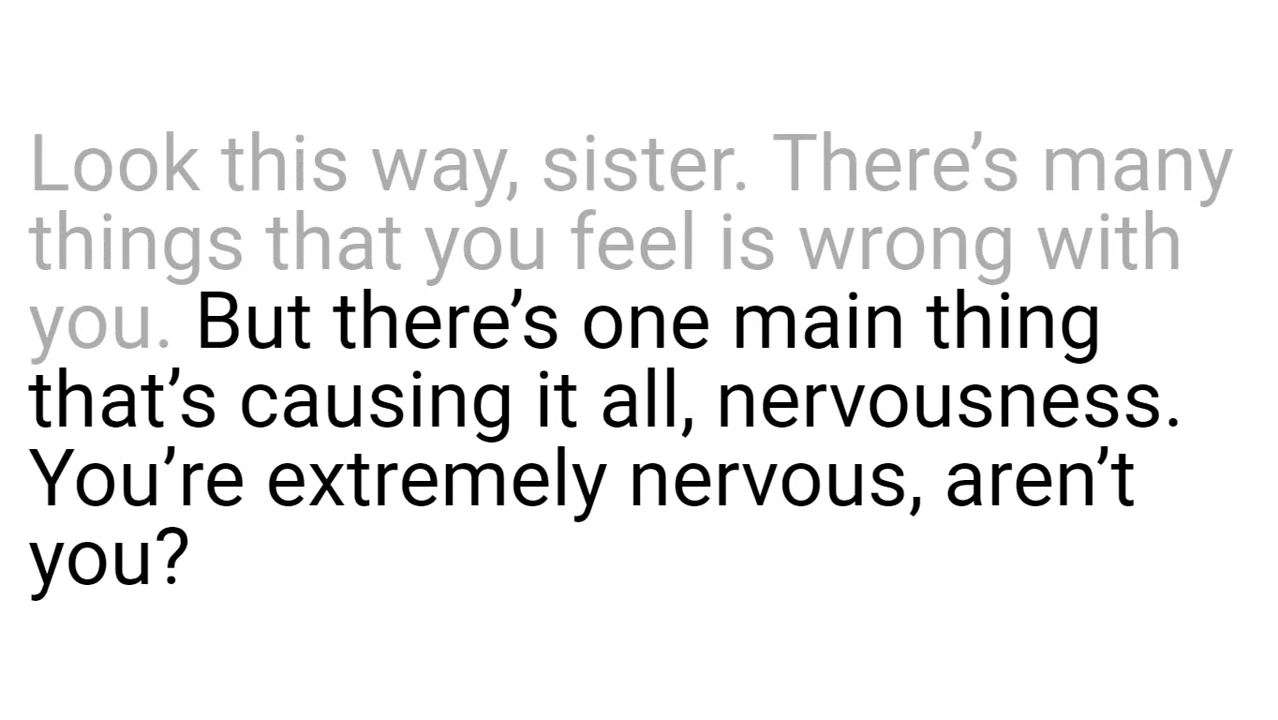 Look this way, sister. There’s many
things that you feel is wrong with
you. But there’s one main thing
that’s causing it all, nervousness.
You’re extremely nervous, aren’t
you?